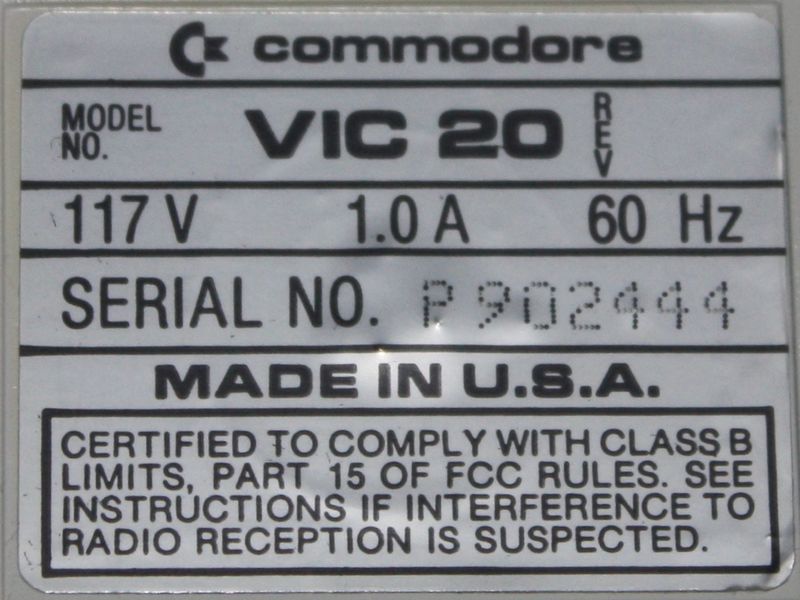 commodore
MODEL NO. VIC 20 REV
117 V 1.0 A 60 Hz
SERIAL NO. P 902444
MADE IN U.S.A.
CERTIFIED TO COMPLY WITH CLASS B
LIMITS, PART 15 OF FCC RULES. SEE
INSTRUCTIONS IF INTERFERENCE TO
RADIO RECEPTION IS SUSPECTED.